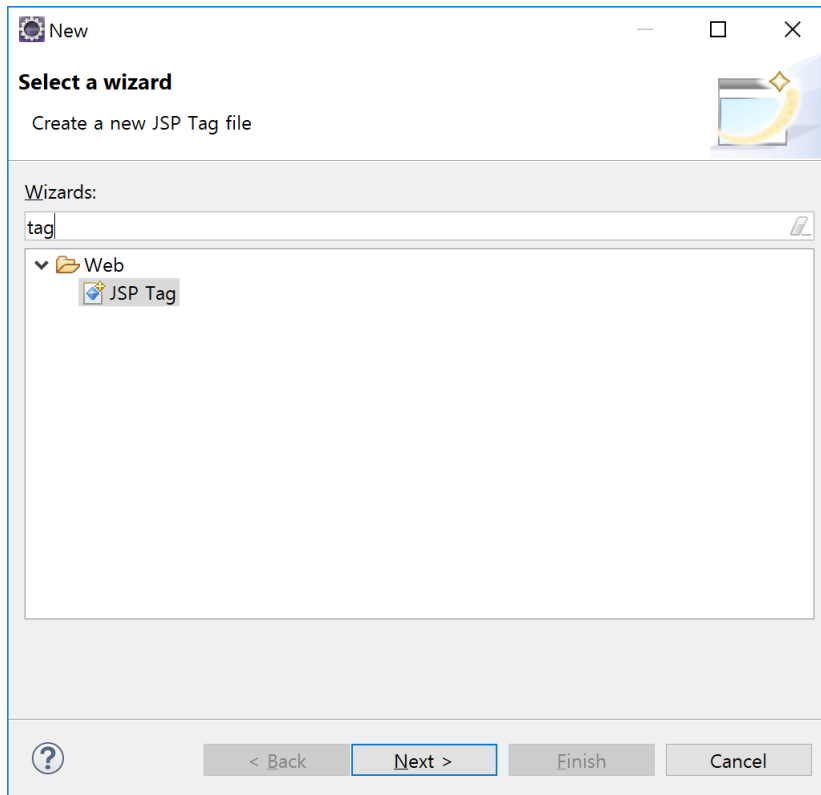 New
Select a wizard
Create a new JSP Tag file
Wizards:
tag
Web
JSP Tag
?
< Back
Next >
Finish
Cancel